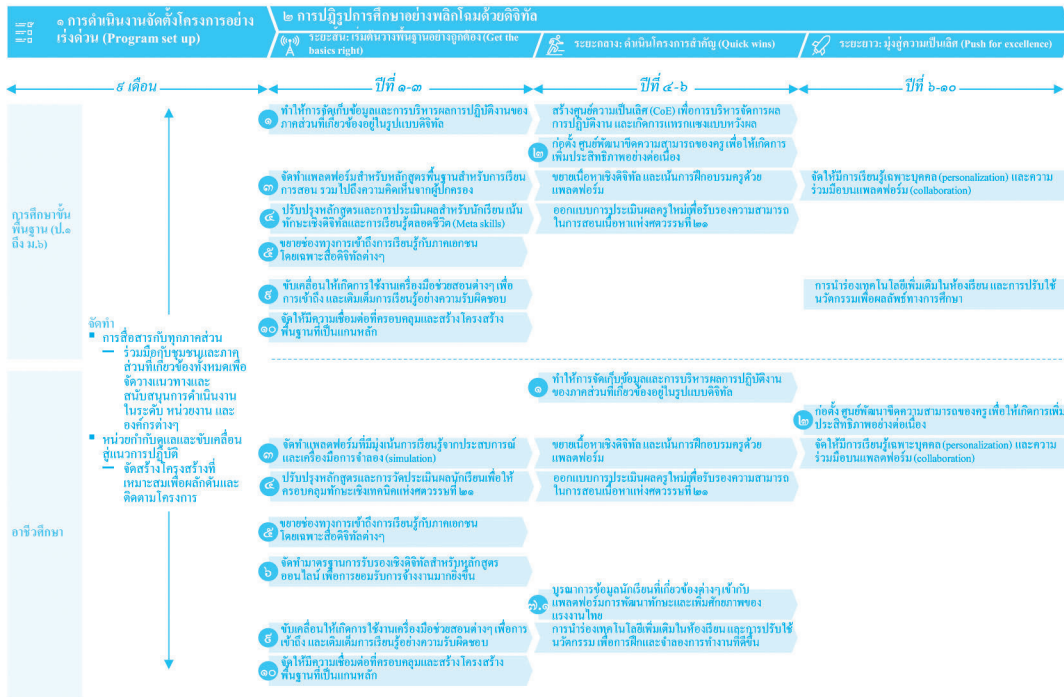 ๑ การดำเนินงานจัดตั้งโครงการอย่าง
เร่งด่วน (Program set up)
๒ การปฏิรูปการศึกษาอย่างพลิกโฉมด้วยดิจิทัล
ระยะสั้น: เริ่มต้นวางพื้นฐานอย่างถูกต้อง (Get the
basics right)
ระยะกลาง: ดำเนินโครงการสำคัญ (Quick wins)
ระยะยาว: มุ่งสู่ความเป็นเลิศ (Push for excellence)
๙ เดือน
ปีที่ ๑-๓
ปีที่ ๔-๖
ปีที่ ๖-๑๐
การศึกษาขั้น
พื้นฐาน (ป.๑
ถึง ม.๖)
จัดทำ
▪ การสื่อสารกับทุกภาคส่วน
— ร่วมมือกับชุมชนและภาค
ส่วนที่เกี่ยวข้องทั้งหมดเพื่อ
จัดวางแนวทางและ
สนับสนุนการดำเนินงาน
ในระดับ หน่วยงาน และ
องค์กรต่างๆ
▪ หน่วยกำกับดูแลและขับเคลื่อน
สู่แนวการปฏิบัติ
— จัดสร้างโครงสร้างที่
เหมาะสมเพื่อผลักดันและ
ติดตามโครงการ
๑ ทำให้การจัดเก็บข้อมูลและการบริหารผลการปฏิบัติงานของ
ภาคส่วนที่เกี่ยวข้องอยู่ในรูปแบบดิจิทัล
สร้างศูนย์ความเป็นเลิศ (CoE) เพื่อการบริหารจัดการผล
การปฏิบัติงาน และเกิดการแทรกแซงแบบหวังผล
๒ ก่อตั้ง ศูนย์พัฒนาขีดความสามารถของครู เพื่อให้เกิดการ
เพิ่มประสิทธิภาพอย่างต่อเนื่อง
๓ จัดทำแพลตฟอร์มสำหรับหลักสูตรพื้นฐานสำหรับการเรียน
การสอน รวมไปถึงความคิดเห็นจากผู้ปกครอง
ขยายเนื้อหาเชิงดิจิทัล และเน้นการฝึกอบรมครูด้วย
แพลตฟอร์ม
จัดให้มีการเรียนรู้เฉพาะบุคคล (personalization) และความ
ร่วมมือบนแพลตฟอร์ม (collaboration)
๔ ปรับปรุงหลักสูตรและการประเมินผลสำหรับนักเรียน เน้น
ทักษะเชิงดิจิทัลและการเรียนรู้ตลอดชีวิต (Meta skills)
ออกแบบการประเมินผลครูใหม่เพื่อรับรองความสามารถ
ในการสอนเนื้อหาแห่งศตวรรษที่ ๒๑
๕ ขยายช่องทางการเข้าถึงการเรียนรู้กับภาคเอกชน
โดยเฉพาะสื่อดิจิทัลต่างๆ
๙ ขับเคลื่อนให้เกิดการใช้งานเครื่องมือช่วยสอนต่างๆ เพื่อ
การเข้าถึง และเติมเต็มการเรียนรู้อย่างความรับผิดชอบ
การนำร่องเทคโนโลยีเพิ่มเติมในห้องเรียน และการปรับใช้
นวัตกรรมเพื่อผลลัพธ์ทางการศึกษา
๑๐ จัดให้มีความเชื่อมต่อที่ครอบคลุมและสร้างโครงสร้าง
พื้นฐานที่เป็นแกนหลัก
อาชีวศึกษา
๑ ทำให้การจัดเก็บข้อมูลและการบริหารผลการปฏิบัติงาน
ของภาคส่วนที่เกี่ยวข้องอยู่ในรูปแบบดิจิทัล
๒ ก่อตั้ง ศูนย์พัฒนาขีดความสามารถของครู เพื่อให้เกิดการเพิ่ม
ประสิทธิภาพอย่างต่อเนื่อง
๓ จัดทำแพลตฟอร์มที่มีมุ่งเน้นการเรียนรู้จากประสบการณ์
และเครื่องมือการจำลอง (simulation)
ขยายเนื้อหาเชิงดิจิทัล และเน้นการฝึกอบรมครูด้วย
แพลตฟอร์ม
จัดให้มีการเรียนรู้เฉพาะบุคคล (personalization) และความ
ร่วมมือบนแพลตฟอร์ม (collaboration)
๔ ปรับปรุงหลักสูตรและการวัดประเมินผลนักเรียนเพื่อให้
ครอบคลุมทักษะเชิงเทคนิคแห่งศตวรรษที่ ๒๑
ออกแบบการประเมินผลครูใหม่เพื่อรับรองความสามารถ
ในการสอนเนื้อหาแห่งศตวรรษที่ ๒๑
๕ ขยายช่องทางการเข้าถึงการเรียนรู้กับภาคเอกชน
โดยเฉพาะสื่อดิจิทัลต่างๆ
๖ จัดทำมาตรฐานการรับรองเชิงดิจิทัลสำหรับหลักสูตร
ออนไลน์ เพื่อการยอมรับการจ้างงานมากยิ่งขึ้น
๗.๑ บูรณาการข้อมูลนักเรียนที่เกี่ยวข้องต่างๆ เข้ากับ
แพลตฟอร์มการพัฒนาทักษะและเพิ่มศักยภาพของ
แรงงานไทย
๙ ขับเคลื่อนให้เกิดการใช้งานเครื่องมือช่วยสอนต่างๆ เพื่อการ
เข้าถึง และเติมเต็มการเรียนรู้อย่างความรับผิดชอบ
การนำร่องเทคโนโลยีเพิ่มเติมในห้องเรียน และการปรับใช้
นวัตกรรม เพื่อการฝึกและจำลองการทำงานที่ดีขึ้น
๑๐ จัดให้มีความเชื่อมต่อที่ครอบคลุมและสร้างโครงสร้าง
พื้นฐานที่เป็นแกนหลัก